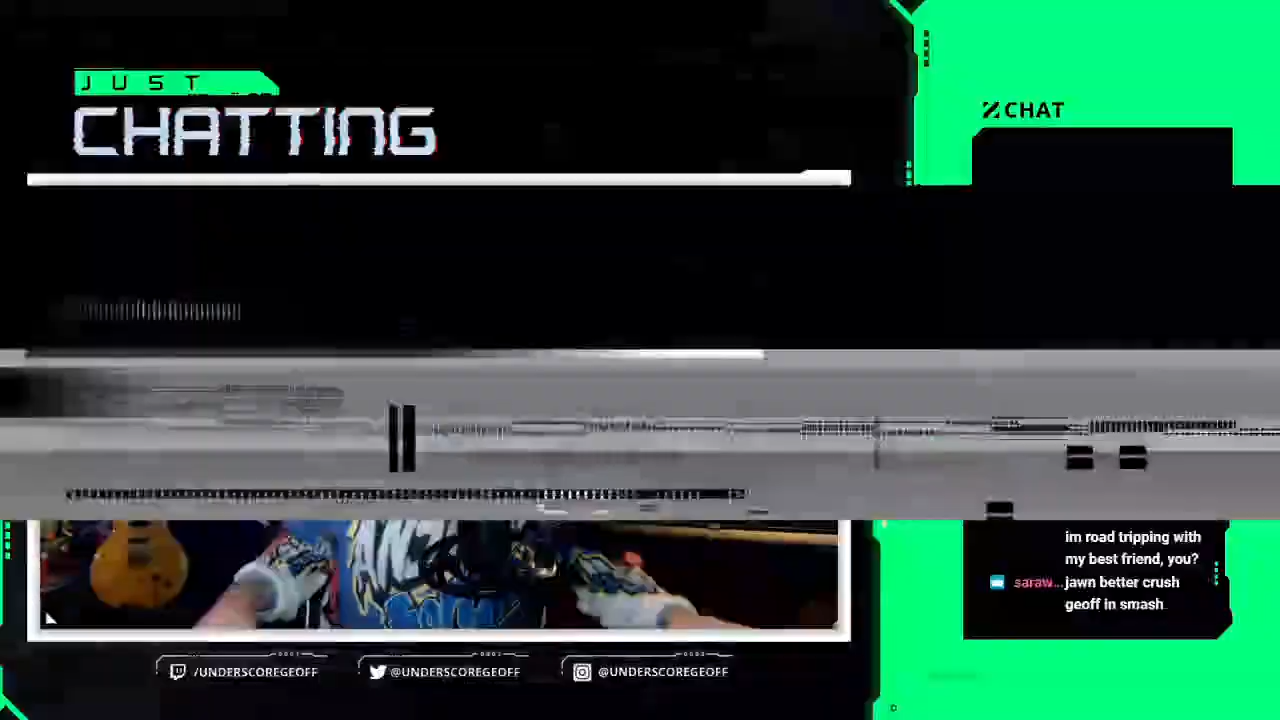 JUST
CHATTING
CHAT
im road tripping with
my best friend, you?
saraw... jawn better crush
geoff in smash
/UNDERSCOREGEOFF
@UNDERSCOREGEOFF
@UNDERSCOREGEOFF